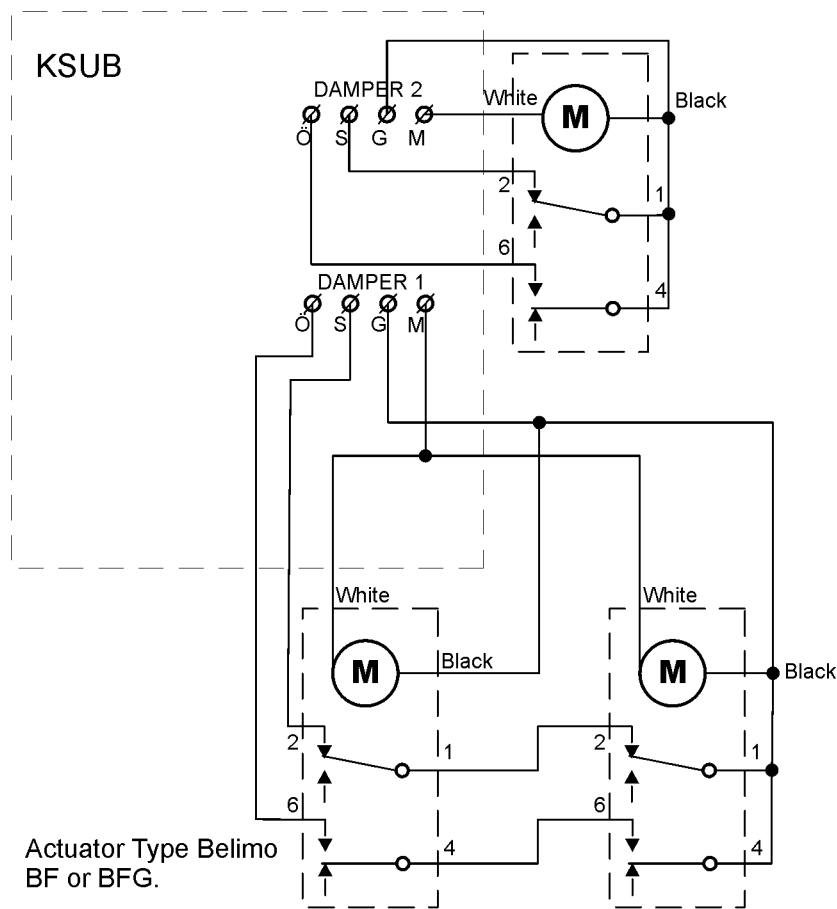 KSUB
DAMPER 2
Ö S G M
White
M
Black
2
1
6
4
DAMPER 1
Ö S G M
White
White
M
Black
M
Black
2
1
2
1
6
4
6
4
Actuator Type Belimo
BF or BFG.